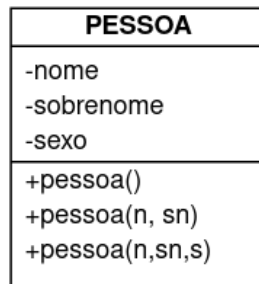 PESSOA
-nome
-sobrenome
-sexo
+pessoa()
+pessoa(n, sn)
+pessoa(n,sn,s)